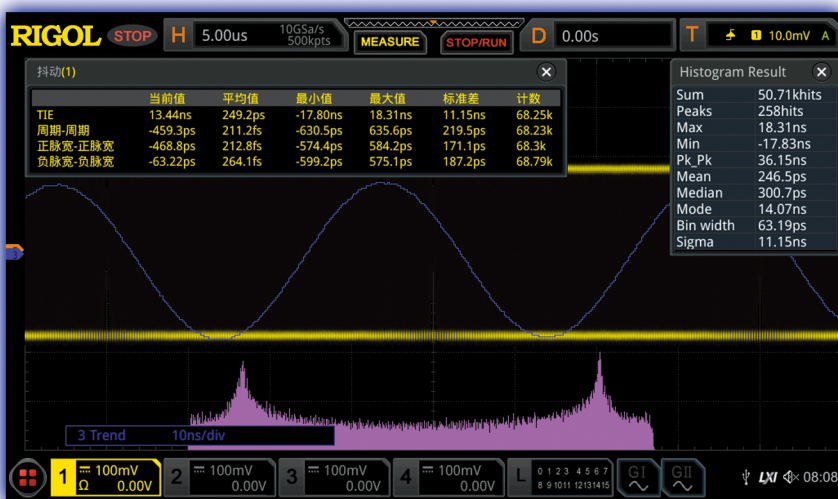 RIGOL STOP H 5.00us 10GSa/s 500kpts MEASURE STOP/RUN D 0.00s T 1 10.0mV A
抖动(1)
当前值 平均值 最小值 最大值 标准差 计数
TIE 13.44ns 249.2ps -17.80ns 18.31ns 11.15ns 68.25k
周期-周期 -459.3ps 211.2fs -630.5ps 635.6ps 219.5ps 68.23k
正脉宽-正脉宽 -468.8ps 212.8fs -574.4ps 584.2ps 171.1ps 68.3k
负脉宽-负脉宽 -63.22ps 264.1fs -599.2ps 575.1ps 187.2ps 68.79k
Histogram Result
Sum 50.71khits
Peaks 258hits
Max 18.31ns
Min -17.83ns
Pk_Pk 36.15ns
Mean 246.5ps
Median 300.7ps
Mode 14.07ns
Bin width 63.19ps
Sigma 11.15ns
3 Trend 10ns/div
1 100mV Ω 0.00V
2 100mV 0.00V
3 100mV 0.00V
4 100mV 0.00V
L 0 1 2 3 4 5 6 7
8 9 10 11 12 13 14 15
GI GII
LXI 08:08